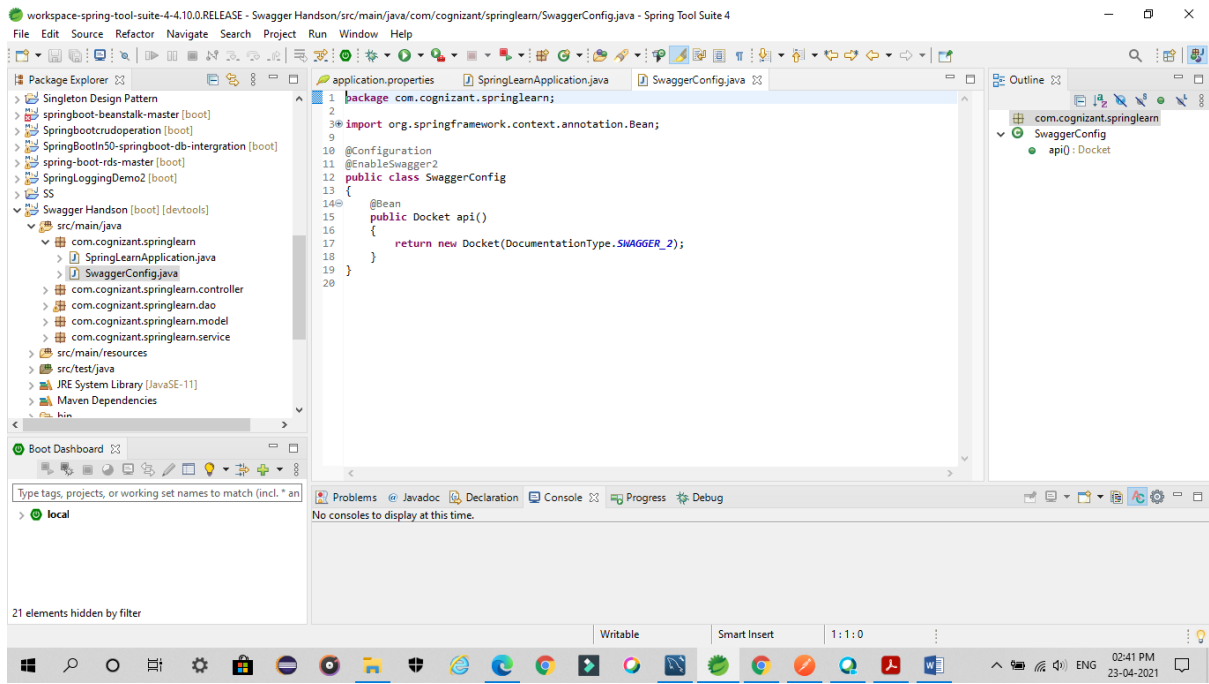 workspace-spring-tool-suite-4-4.10.0.RELEASE - Swagger Handson/src/main/java/com/cognizant/springlearn/SwaggerConfig.java - Spring Tool Suite 4
File Edit Source Refactor Navigate Search Project Run Window Help
Package Explorer
Singleton Design Pattern
springboot-beanstalk-master [boot]
Springbootcrudoperation [boot]
SpringBootIn50-springboot-db-intergration [boot]
spring-boot-rds-master [boot]
SpringLoggingDemo2 [boot]
SS
Swagger Handson [boot] [devtools]
src/main/java
com.cognizant.springlearn
SpringLearnApplication.java
SwaggerConfig.java
com.cognizant.springlearn.controller
com.cognizant.springlearn.dao
com.cognizant.springlearn.model
com.cognizant.springlearn.service
src/main/resources
src/test/java
JRE System Library [JavaSE-11]
Maven Dependencies
bin
Boot Dashboard
Type tags, projects, or working set names to match (incl. * an
local
21 elements hidden by filter
application.properties SpringLearnApplication.java SwaggerConfig.java
1 package com.cognizant.springlearn;
2
3 import org.springframework.context.annotation.Bean;
9
10 @Configuration
11 @EnableSwagger2
12 public class SwaggerConfig
13 {
14 @Bean
15 public Docket api()
16 {
17 return new Docket(DocumentationType.SWAGGER_2);
18 }
19 }
20
Outline
com.cognizant.springlearn
SwaggerConfig
api() : Docket
Problems Javadoc Declaration Console Progress Debug
No consoles to display at this time.
Writable Smart Insert 1:1:0
ENG 02:41 PM
23-04-2021